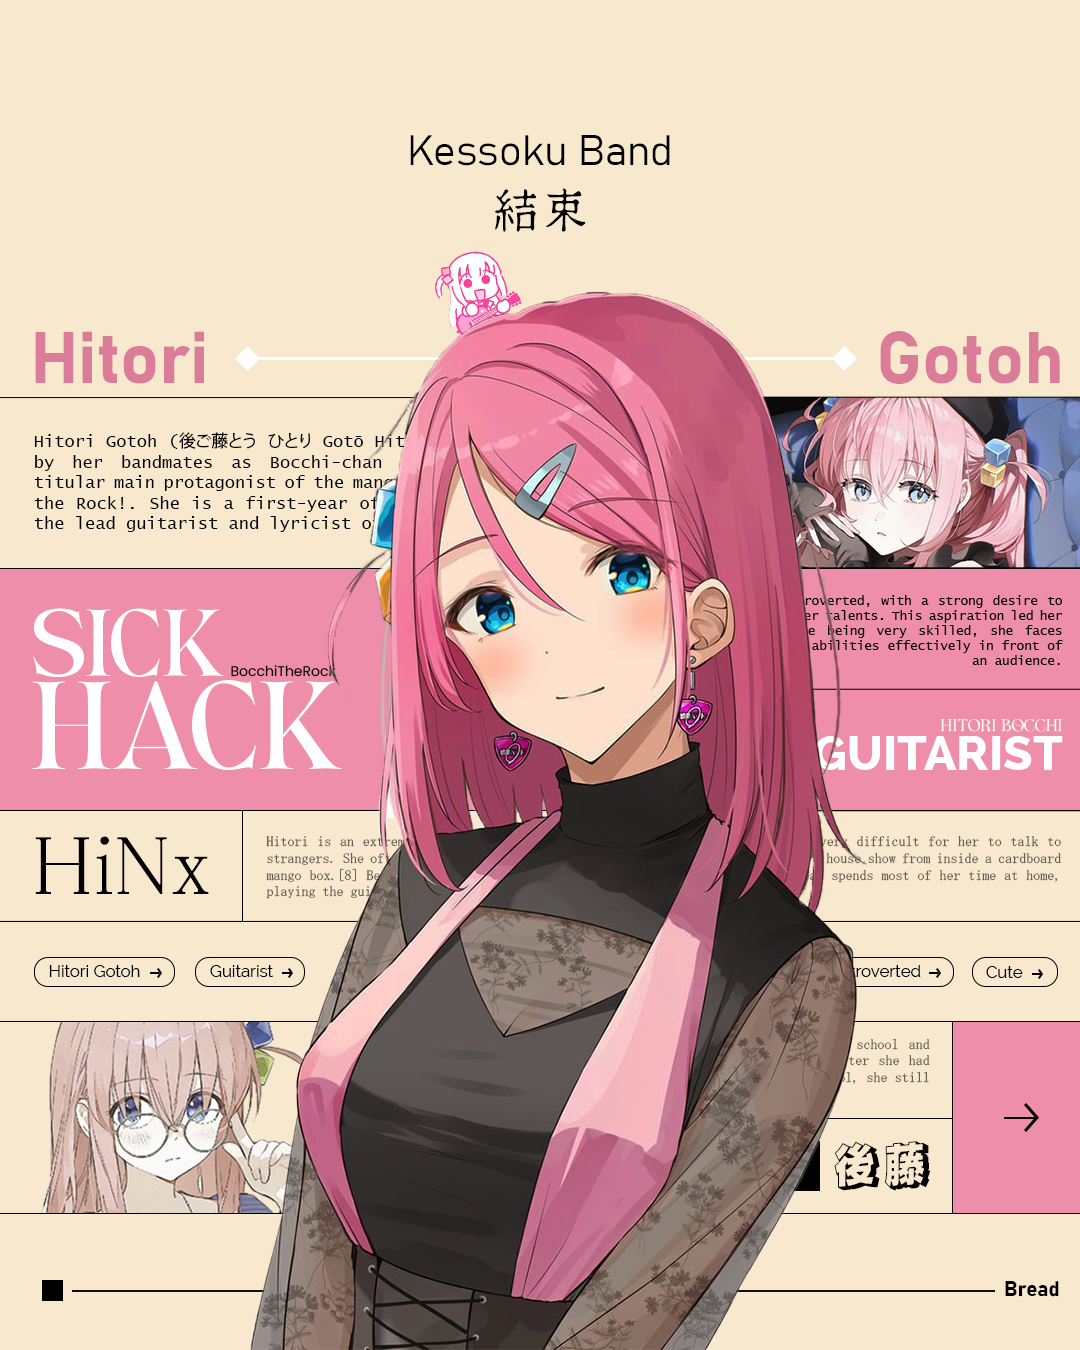 Kessoku Band
結束
Hitori
Gotoh
Hitori Gotoh (後ご藤とう ひとり Gotō Hit
by her bandmates as Bocchi-chan
titular main protagonist of the mang
the Rock!. She is a first-year of
the lead guitarist and lyricist o
roverted, with a strong desire to
er talents. This aspiration led her
being very skilled, she faces
abilities effectively in front of
an audience.
SICK
HACK
BocchiTheRock
HITORI BOCCHI
GUITARIST
HiNx
Hitori is an extrem
strangers. She of
mango box.[8] Be
playing the gui
very difficult for her to talk to
house show from inside a cardboard
spends most of her time at home,
Hitori Gotoh →
Guitarist →
roverted →
Cute →
school and
ter she had
ol, she still
後藤
Bread